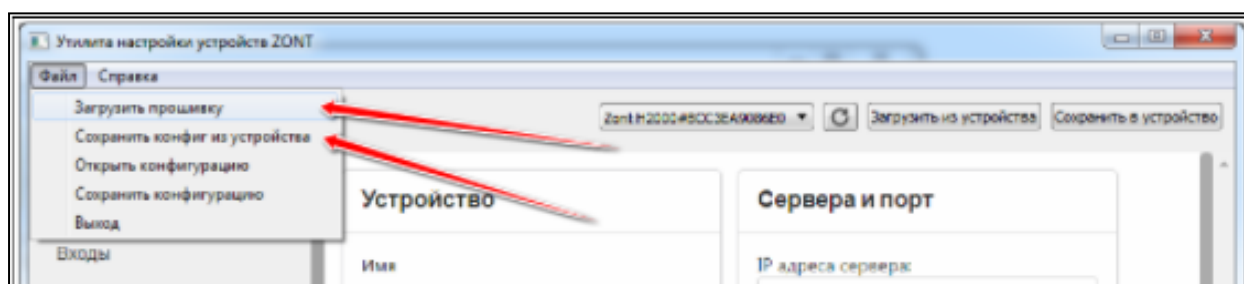 Утилита настройки устройств ZONT
Файл Справка
Загрузить прошивку
Сохранить конфиг из устройства
Открыть конфигурацию
Сохранить конфигурацию
Выход
Загрузить из устройства Сохранить в устройство
Входы
Устройство
Имя
Сервера и порт
IP адреса сервера: